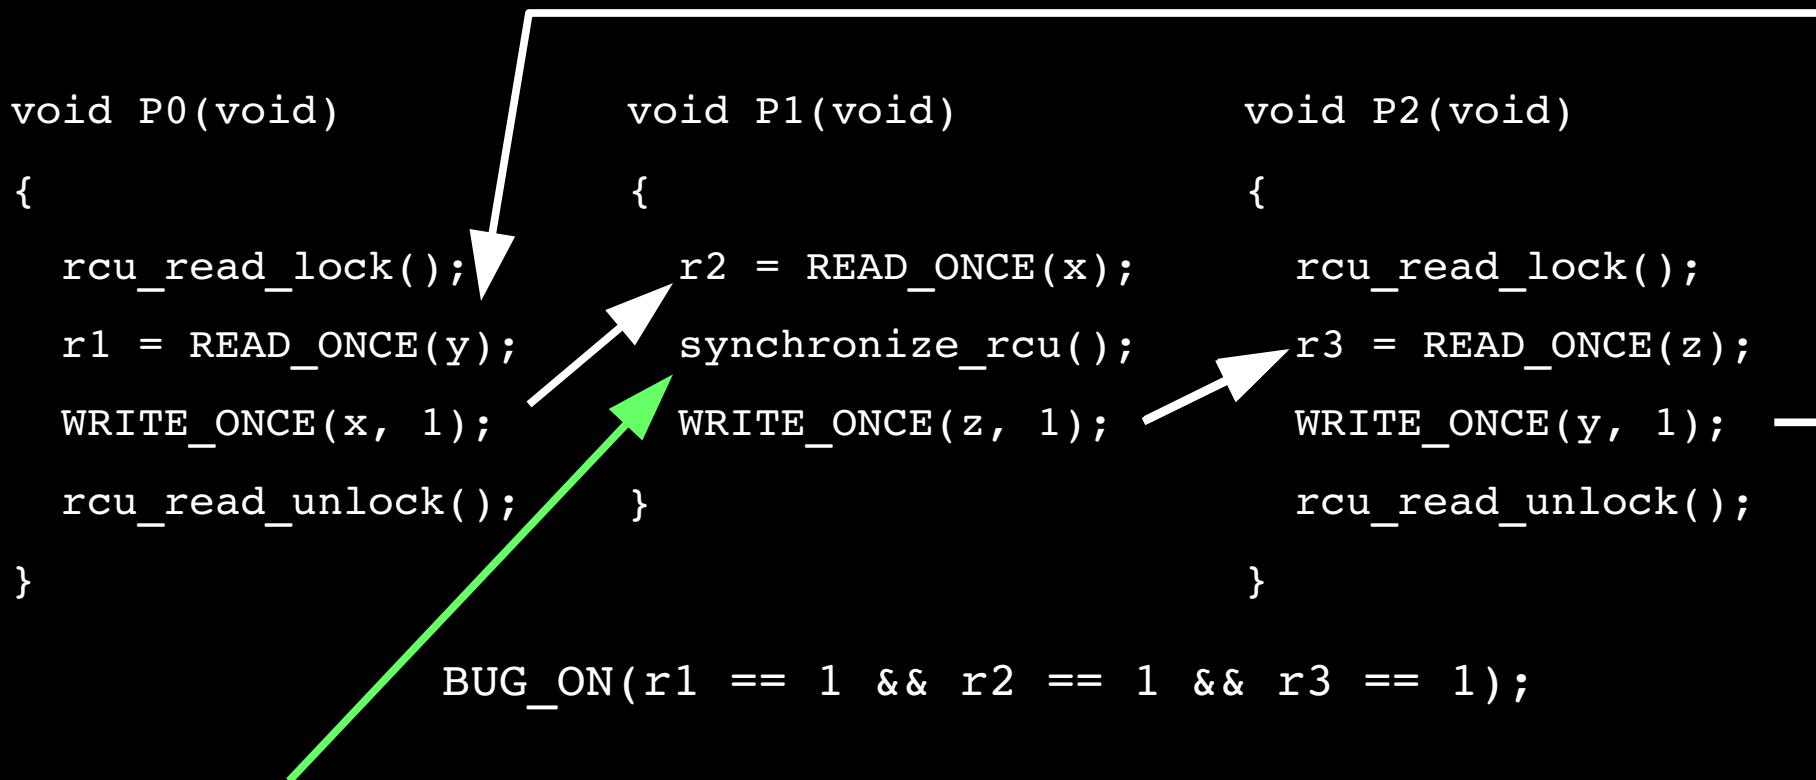 void P0(void)
{
rcu_read_lock();
r1 = READ_ONCE(y);
WRITE_ONCE(x, 1);
rcu_read_unlock();
}
void P1(void)
{
r2 = READ_ONCE(x);
synchronize_rcu();
WRITE_ONCE(z, 1);
}
void P2(void)
{
rcu_read_lock();
r3 = READ_ONCE(z);
WRITE_ONCE(y, 1);
rcu_read_unlock();
}
BUG_ON(r1 == 1 && r2 == 1 && r3 == 1);